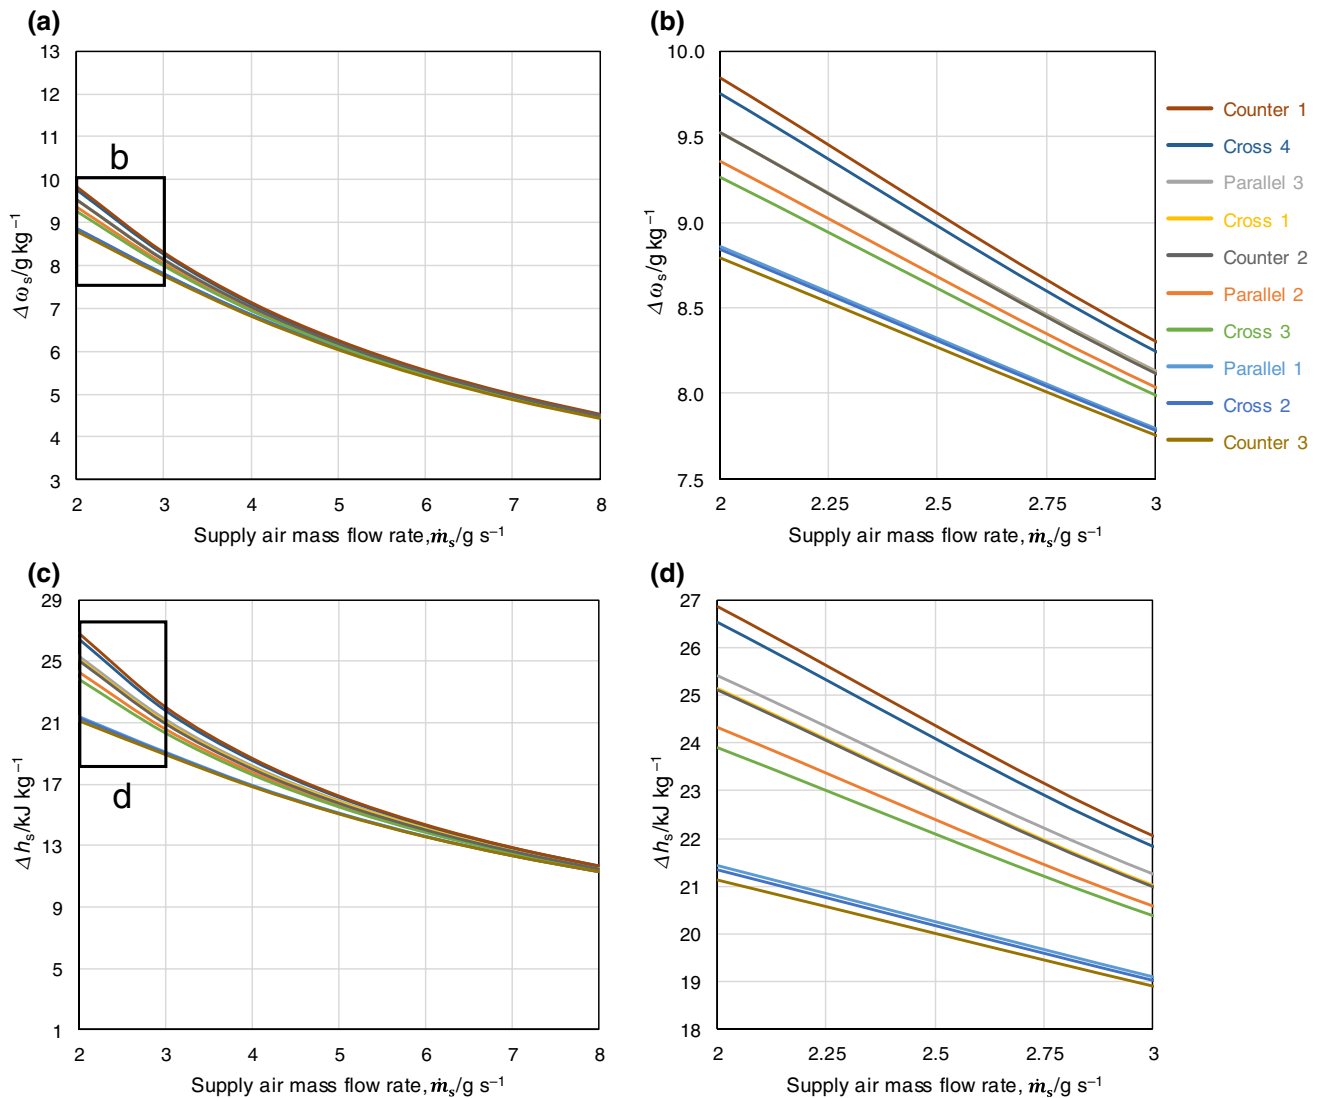 (a)
13
12
11
10
9
8
7
6
5
4
3
Δωs/g kg⁻¹
b
2
3
4
5
6
7
8
Supply air mass flow rate, ṁs/g s⁻¹
(b)
10.0
9.5
9.0
8.5
8.0
7.5
Δωs/g kg⁻¹
2
2.25
2.5
2.75
3
Supply air mass flow rate, ṁs/g s⁻¹
Counter 1
Cross 4
Parallel 3
Cross 1
Counter 2
Parallel 2
Cross 3
Parallel 1
Cross 2
Counter 3
(c)
29
25
21
17
13
9
5
1
Δhs/kJ kg⁻¹
d
2
3
4
5
6
7
8
Supply air mass flow rate, ṁs/g s⁻¹
(d)
27
26
25
24
23
22
21
20
19
18
Δhs/kJ kg⁻¹
2
2.25
2.5
2.75
3
Supply air mass flow rate, ṁs/g s⁻¹